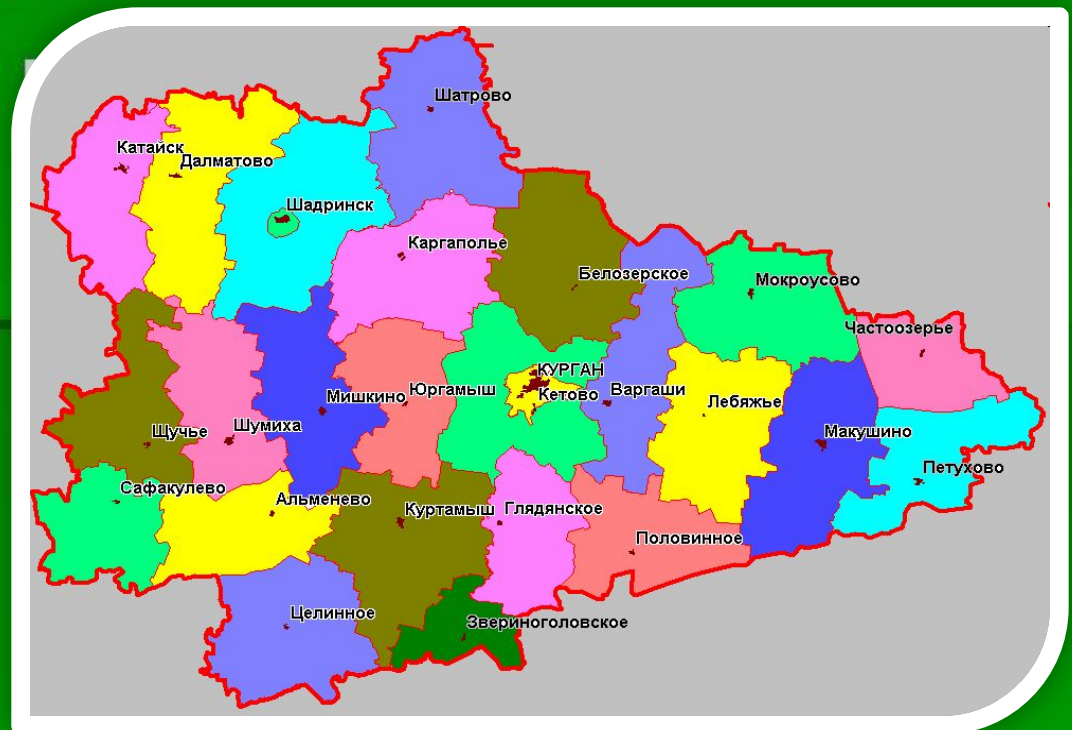 Шатрово
Катайск
Далматово
Шадринск
Каргаполье
Белозерское
Мокроусово
Частоозерье
КУРГАН
Кетово
Варгаши
Юргамыш
Мишкино
Лебяжье
Шумиха
Щучье
Макушино
Петухово
Сафакулево
Альменево
Куртамыш
Глядянское
Половинное
Целинное
Звериноголовское